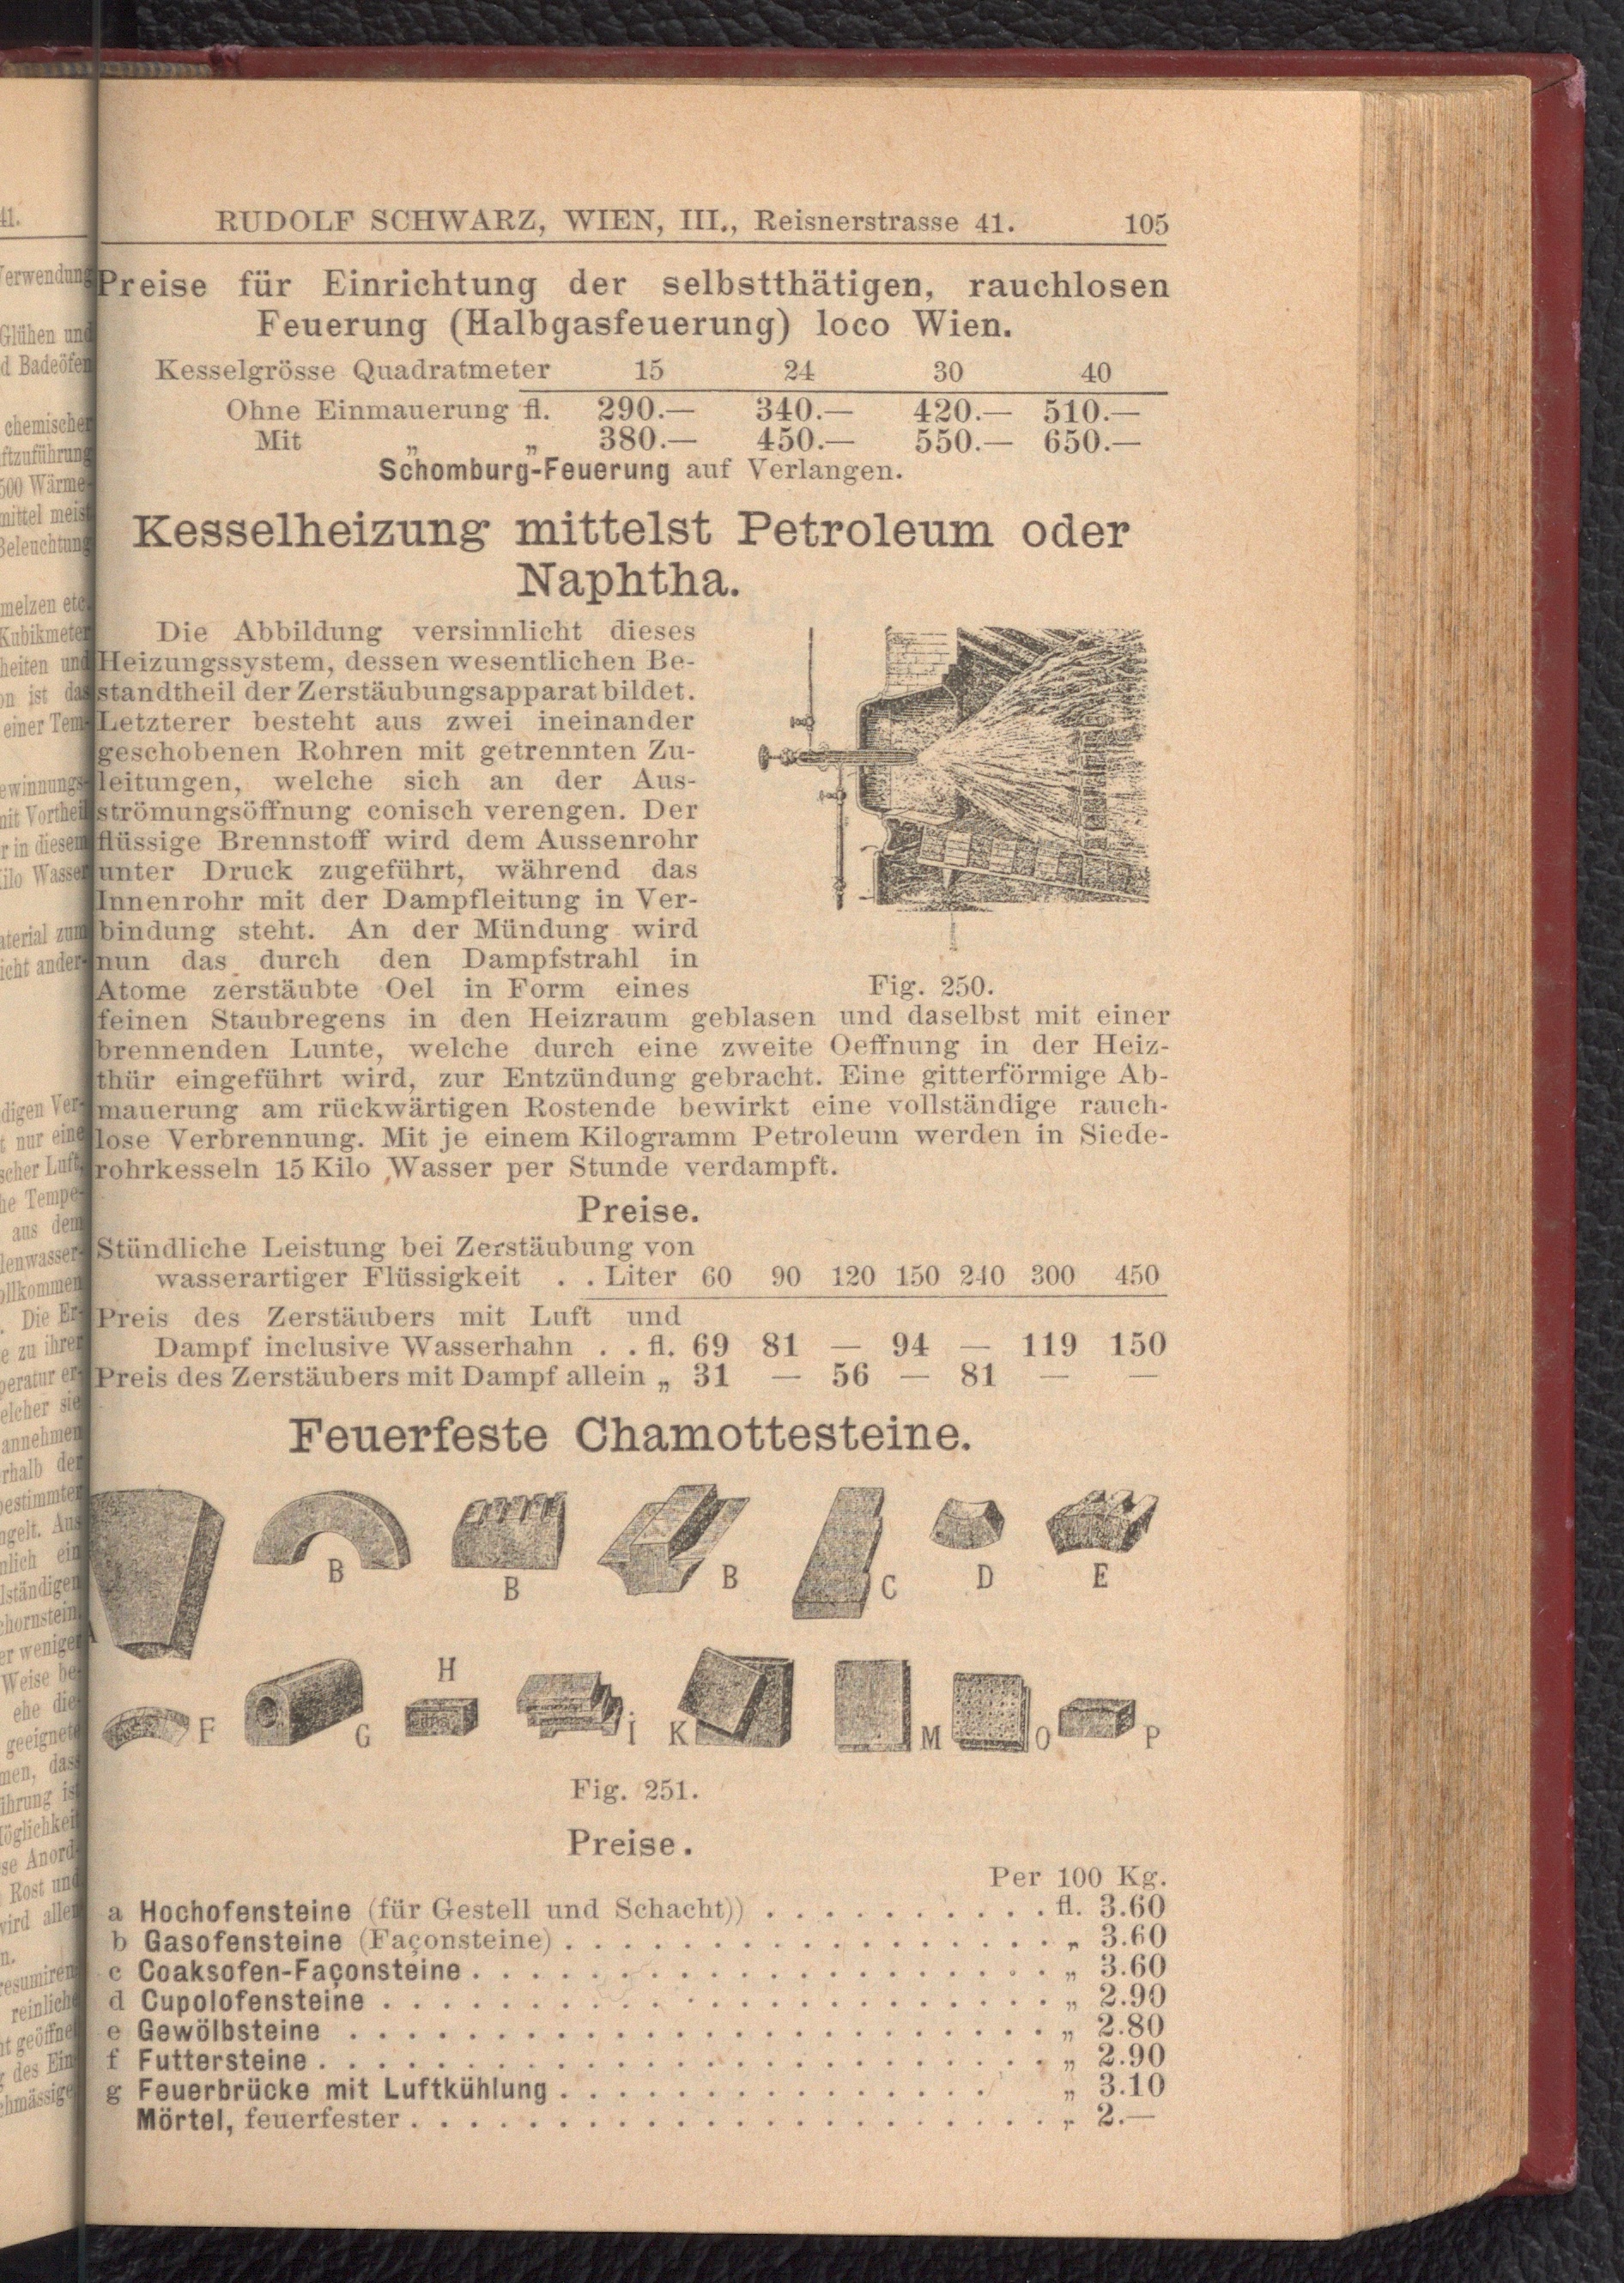 RUDOLF SCHWARZ, WIEN, III., Reisnerstrasse 41. 105
Preise für Einrichtung der selbstthätigen, rauchlosen
Feuerung (Halbgasfeuerung) loco Wien.
Kesselgrösse Quadratmeter 15 24 30 40
Ohne Einmauerung fl. 290.— 340.— 420.— 510.—
Mit „ „ 380.— 450.— 550.— 650.—
Schomburg-Feuerung auf Verlangen.
Kesselheizung mittelst Petroleum oder
Naphtha.
Die Abbildung versinnlicht dieses
Heizungssystem, dessen wesentlichen Be-
standtheil der Zerstäubungsapparat bildet.
Letzterer besteht aus zwei ineinander
geschobenen Rohren mit getrennten Zu-
leitungen, welche sich an der Aus-
strömungsöffnung conisch verengen. Der
flüssige Brennstoff wird dem Aussenrohr
unter Druck zugeführt, während das
Innenrohr mit der Dampfleitung in Ver-
bindung steht. An der Mündung wird
nun das durch den Dampfstrahl in
Atome zerstäubte Oel in Form eines
Fig. 250.
feinen Staubregens in den Heizraum geblasen und daselbst mit einer
brennenden Lunte, welche durch eine zweite Oeffnung in der Heiz-
thür eingeführt wird, zur Entzündung gebracht. Eine gitterförmige Ab-
mauerung am rückwärtigen Rostende bewirkt eine vollständige rauch-
lose Verbrennung. Mit je einem Kilogramm Petroleum werden in Siede-
rohrkesseln 15 Kilo Wasser per Stunde verdampft.
Preise.
Stündliche Leistung bei Zerstäubung von
wasserartiger Flüssigkeit . . Liter 60 90 120 150 240 300 450
Preis des Zerstäubers mit Luft und
Dampf inclusive Wasserhahn . . fl. 69 81 — 94 — 119 150
Preis des Zerstäubers mit Dampf allein „ 31 — 56 — 81 — —
Feuerfeste Chamottesteine.
A B B B C D E
F G H I K M O P
Fig. 251.
Preise.
Per 100 Kg.
a Hochofensteine (für Gestell und Schacht)) . . . . . . . . . . fl. 3.60
b Gasofensteine (Façonsteine) . . . . . . . . . . . . . . . . . . „ 3.60
c Coaksofen-Façonsteine . . . . . . . . . . . . . . . . . . . . . „ 3.60
d Cupolofensteine . . . . . . . . . . . . . . . . . . . . . . . . „ 2.90
e Gewölbsteine . . . . . . . . . . . . . . . . . . . . . . . . . „ 2.80
f Futtersteine . . . . . . . . . . . . . . . . . . . . . . . . . . „ 2.90
g Feuerbrücke mit Luftkühlung . . . . . . . . . . . . . . . „ 3.10
Mörtel, feuerfester . . . . . . . . . . . . . . . . . . . . . . . „ 2.—